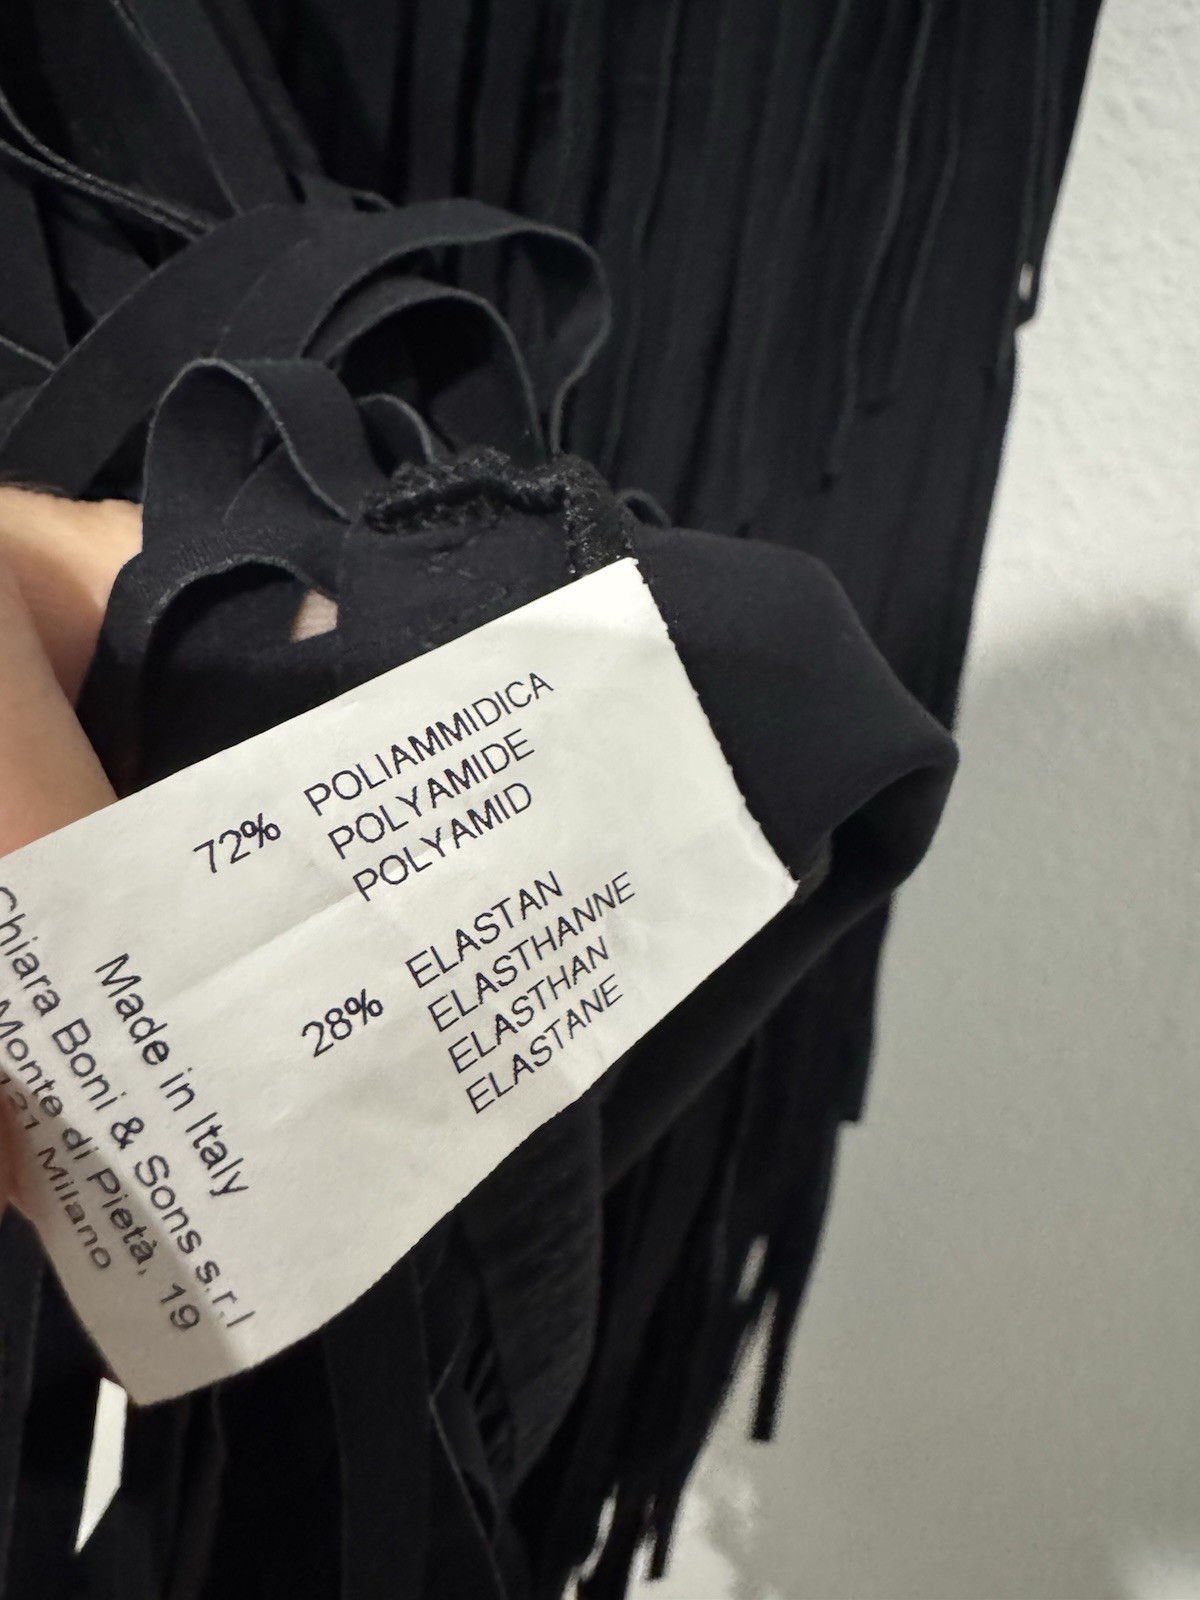 72% POLIAMMIDICA
POLYAMIDE
POLYAMID
28% ELASTAN
ELASTHANNE
ELASTHAN
ELASTANE
Made in Italy
Chiara Boni & Sons s.r.l
Monte di Pietà, 19
Milano